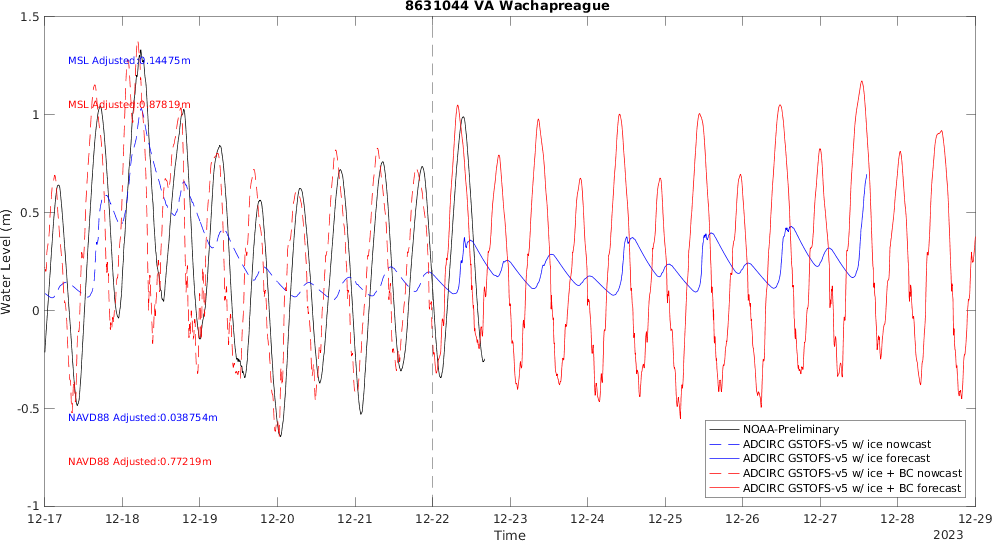 8631044 VA Wachapreague
1.5
MSL Adjusted:0.14475m
MSL Adjusted:0.87819m
1
0.5
Water Level (m)
0
-0.5
NAVD88 Adjusted:0.038754m
NAVD88 Adjusted:0.77219m
NOAA-Preliminary
ADCIRC GSTOFS-v5 w/ ice nowcast
ADCIRC GSTOFS-v5 w/ ice forecast
ADCIRC GSTOFS-v5 w/ ice + BC nowcast
ADCIRC GSTOFS-v5 w/ ice + BC forecast
-1
12-17 12-18 12-19 12-20 12-21 12-22 12-23 12-24 12-25 12-26 12-27 12-28 12-29
Time
2023